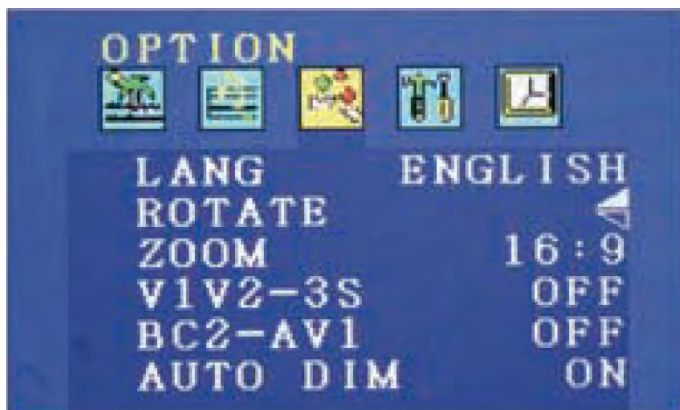 OPTION
LANG ENGLISH
ROTATE
ZOOM 16:9
V1V2-3S OFF
BC2-AV1 OFF
AUTO DIM ON